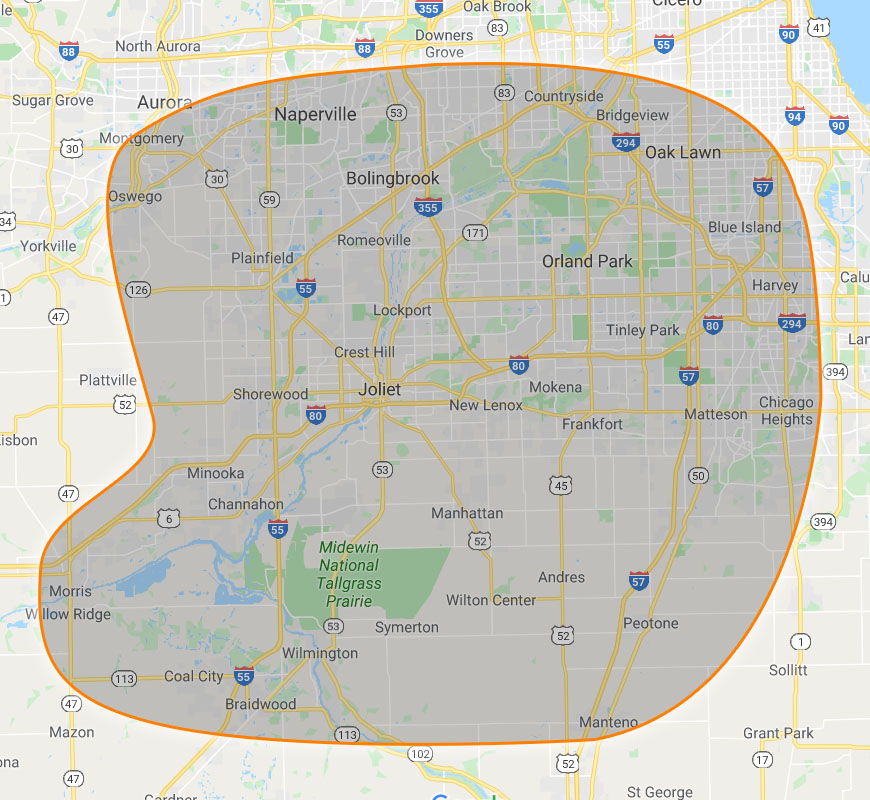 355
Oak Brook
Cicero
41
88
North Aurora
88
Downers
Grove
83
55
90
Sugar Grove
Aurora
Naperville
53
83
Countryside
Bridgeview
94
90
Montgomery
30
294
Oak Lawn
Oswego
30
59
Bolingbrook
355
57
34
Yorkville
Plainfield
Romeoville
171
Blue Island
Orland Park
126
55
Harvey
Calu
1
47
Lockport
Tinley Park
80
294
Lan
Crest Hill
80
Plattville
Joliet
Mokena
57
394
52
Shorewood
80
New Lenox
Frankfort
Matteson
Chicago
Heights
isbon
47
Minooka
53
45
50
Channahon
6
55
Manhattan
52
394
Midewin
National
Tallgrass
Prairie
Morris
Andres
57
Willow Ridge
Wilton Center
53
Symerton
52
Peotone
1
Wilmington
Sollitt
113
Coal City
55
47
Braidwood
Manteno
Mazon
113
102
Grant Park
52
17
ona
47
Gardner
Google
St George